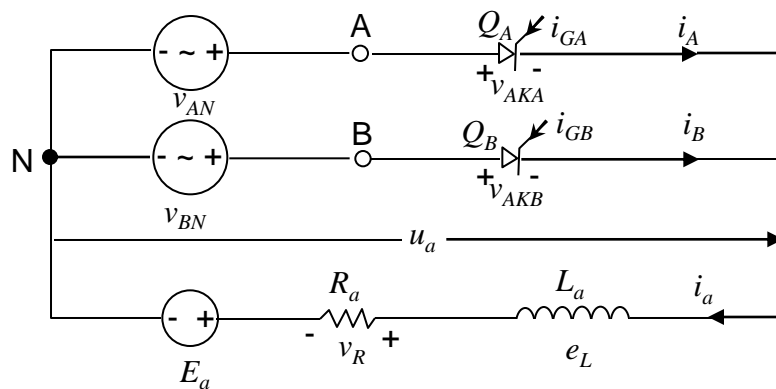 A
Q_A
i_GA
i_A
- ~ +
+ -
v_AN
v_AKA
B
Q_B
i_GB
i_B
N
- ~ +
+ -
v_BN
v_AKB
u_a
R_a
L_a
i_a
- +
- +
v_R
e_L
E_a